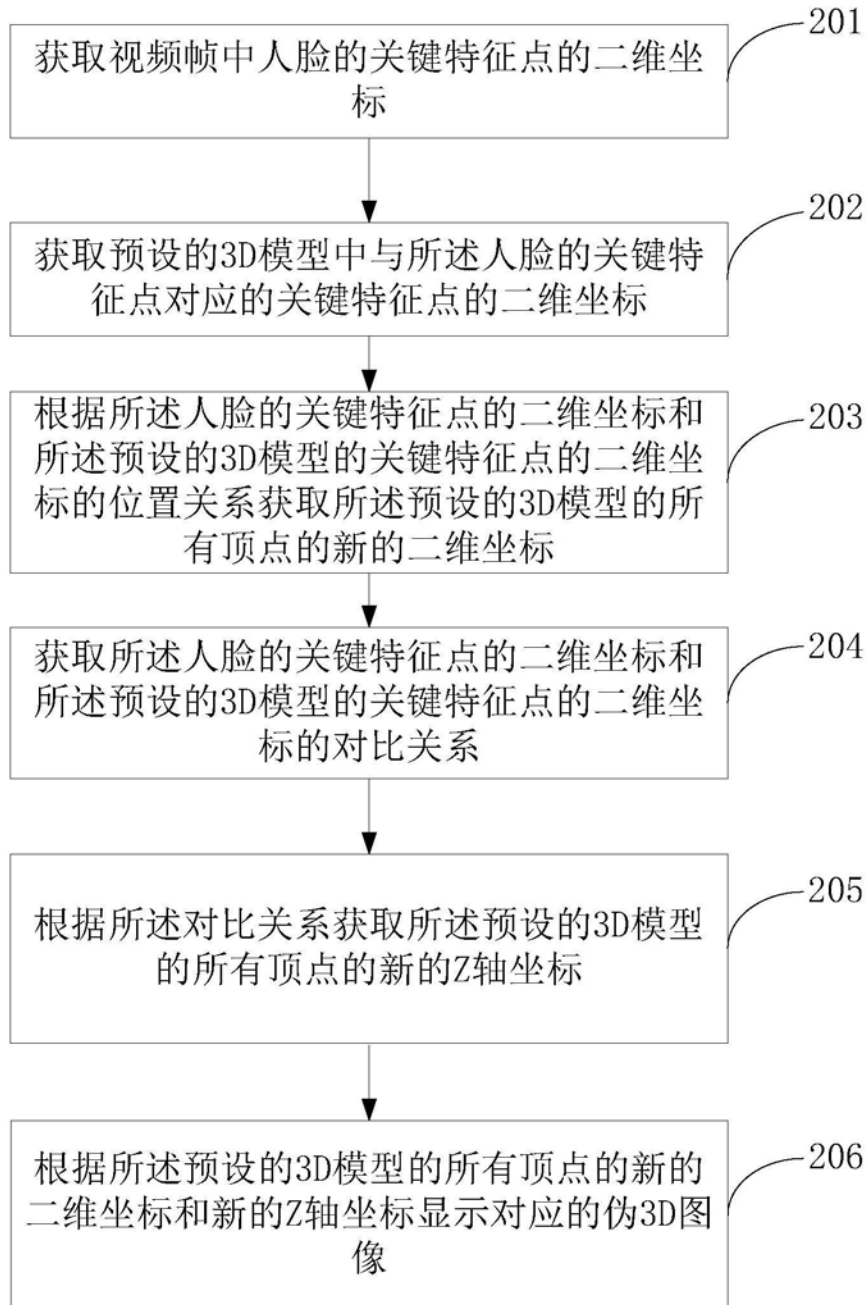 获取视频帧中人脸的关键特征点的二维坐
标
201
获取预设的3D模型中与所述人脸的关键特
征点对应的关键特征点的二维坐标
202
根据所述人脸的关键特征点的二维坐标和
所述预设的3D模型的关键特征点的二维坐
标的位置关系获取所述预设的3D模型的所
有顶点的新的二维坐标
203
获取所述人脸的关键特征点的二维坐标和
所述预设的3D模型的关键特征点的二维坐
标的对比关系
204
根据所述对比关系获取所述预设的3D模型
的所有顶点的新的Z轴坐标
205
根据所述预设的3D模型的所有顶点的新的
二维坐标和新的Z轴坐标显示对应的伪3D图
像
206